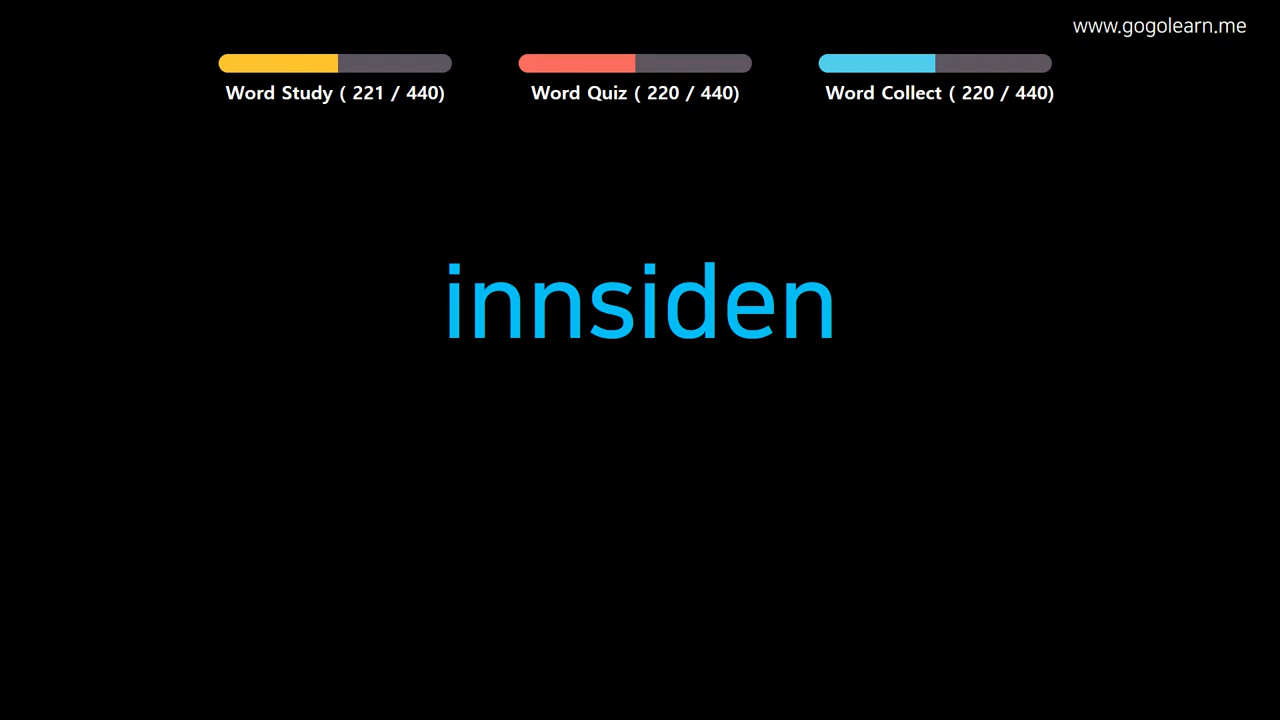 www.gogolearn.me
Word Study ( 221 / 440)
Word Quiz ( 220 / 440)
Word Collect ( 220 / 440)
innsiden